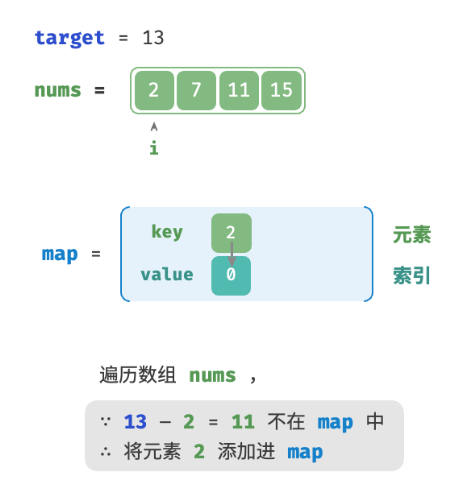 target = 13
nums = 2 7 11 15
i
key 2 元素
map =
value 0 索引
遍历数组 nums ，
∵ 13 – 2 = 11 不在 map 中
∴ 将元素 2 添加进 map